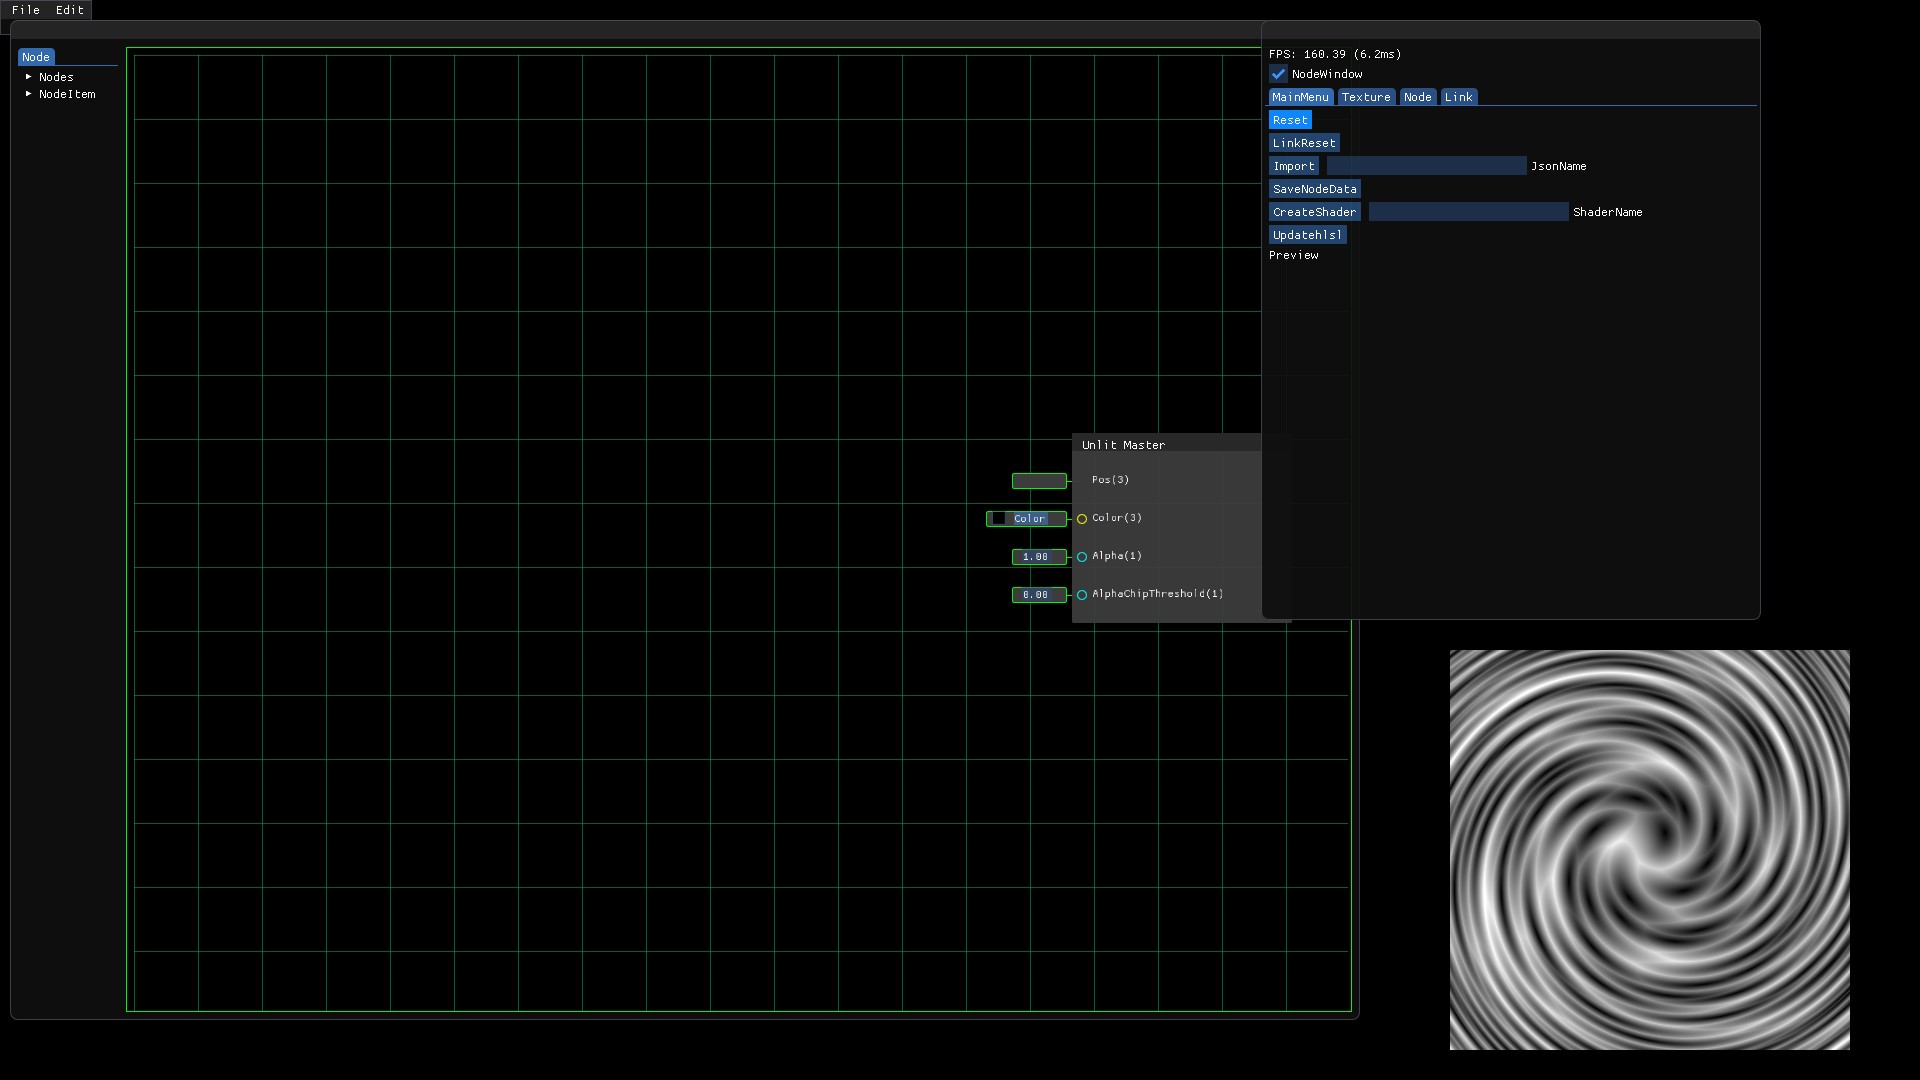 File Edit
Node
Nodes
NodeItem
Unlit Master
Pos(3)
Color Color(3)
1.00 Alpha(1)
0.00 AlphaChipThreshold(1)
FPS: 160.39 (6.2ms)
NodeWindow
MainMenu Texture Node Link
Reset
LinkReset
Import JsonName
SaveNodeData
CreateShader ShaderName
Updatehlsl
Preview